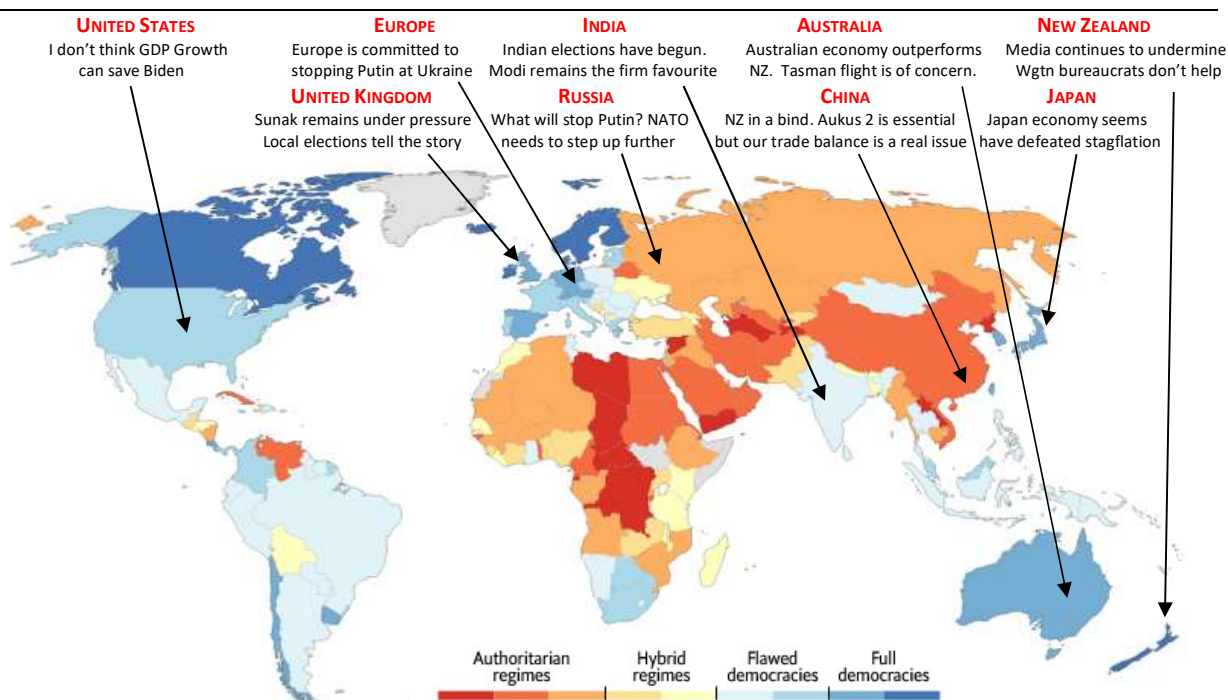 UNITED STATES
I don't think GDP Growth
can save Biden
EUROPE
Europe is committed to
stopping Putin at Ukraine
INDIA
Indian elections have begun.
Modi remains the firm favourite
AUSTRALIA
Australian economy outperforms
NZ. Tasman flight is of concern.
NEW ZEALAND
Media continues to undermine
Wgtn bureaucrats don't help
UNITED KINGDOM
Sunak remains under pressure
Local elections tell the story
RUSSIA
What will stop Putin? NATO
needs to step up further
CHINA
NZ in a bind. Aukus 2 is essential
but our trade balance is a real issue
JAPAN
Japan economy seems
have defeated stagflation
Authoritarian
regimes
Hybrid
regimes
Flawed
democracies
Full
democracies